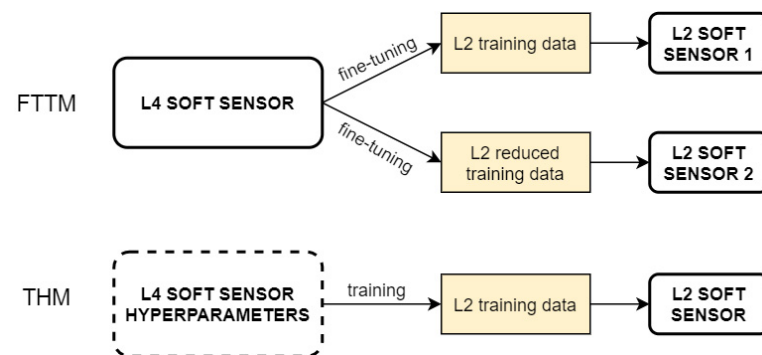 FTTM
L4 SOFT SENSOR
fine-tuning
L2 training data
L2 SOFT
SENSOR 1
fine-tuning
L2 reduced
training data
L2 SOFT
SENSOR 2
THM
L4 SOFT SENSOR
HYPERPARAMETERS
training
L2 training data
L2 SOFT
SENSOR